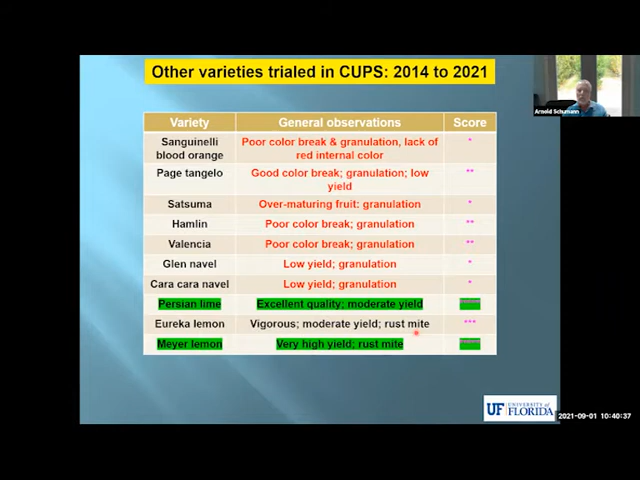 Other varieties trialed in CUPS: 2014 to 2021
Arnold Schumann
Variety General observations Score
Sanguinelli blood orange Poor color break & granulation, lack of red internal color *
Page tangelo Good color break; granulation; low yield **
Satsuma Over-maturing fruit: granulation *
Hamlin Poor color break; granulation **
Valencia Poor color break; granulation **
Glen navel Low yield; granulation *
Cara cara navel Low yield; granulation *
Persian lime Excellent quality; moderate yield
Eureka lemon Vigorous; moderate yield; rust mite ***
Meyer lemon Very high yield; rust mite
UF UNIVERSITY of FLORIDA
2021-09-01 10:40:37